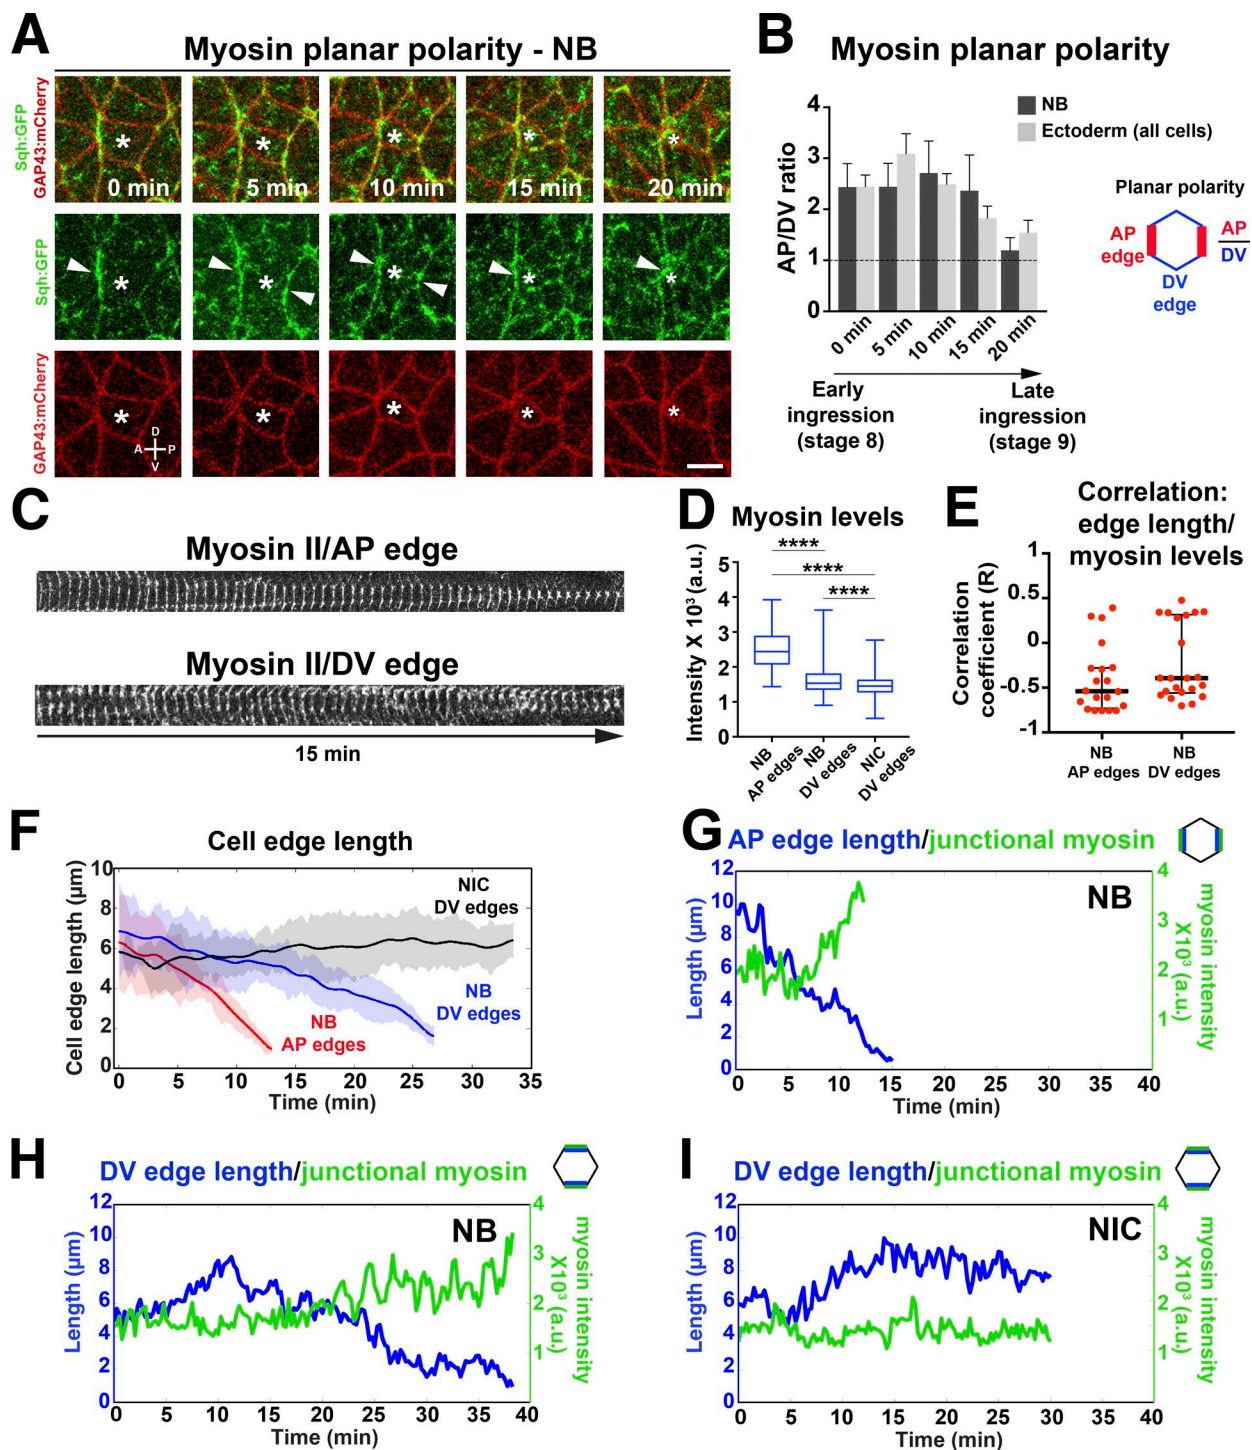 A
Myosin planar polarity - NB
Sqh:GFP
GAP43:mCherry
0 min
5 min
10 min
15 min
20 min
Sqh:GFP
GAP43:mCherry
D
A
P
V
B
Myosin planar polarity
NB
Ectoderm (all cells)
AP/DV ratio
4
3
2
1
0
0 min
5 min
10 min
15 min
20 min
Early
ingression
(stage 8)
Late
ingression
(stage 9)
Planar polarity
AP
edge
DV
edge
AP
DV
C
Myosin II/AP edge
Myosin II/DV edge
15 min
D
Myosin levels
****
****
****
Intensity X 10³ (a.u.)
5
4
3
2
1
0
NB
AP edges
NB
DV edges
NIC
DV edges
E
Correlation:
edge length/
myosin levels
Correlation
coefficient (R)
1
0.5
0
-0.5
-1
NB
AP edges
NB
DV edges
F
Cell edge length
Cell edge length (µm)
10
8
6
4
2
0
NIC
DV edges
NB
DV edges
NB
AP edges
0 5 10 15 20 25 30 35
Time (min)
G
AP edge length/junctional myosin
NB
Length (µm)
12
10
8
6
4
2
0
4
3
2
1
myosin intensity
X10³ (a.u.)
0 5 10 15 20 25 30 35 40
Time (min)
H
DV edge length/junctional myosin
NB
Length (µm)
12
10
8
6
4
2
0
4
3
2
1
myosin intensity
X10³ (a.u.)
0 5 10 15 20 25 30 35 40
Time (min)
I
DV edge length/junctional myosin
NIC
Length (µm)
12
10
8
6
4
2
0
4
3
2
1
myosin intensity
X10³ (a.u.)
0 5 10 15 20 25 30 35 40
Time (min)